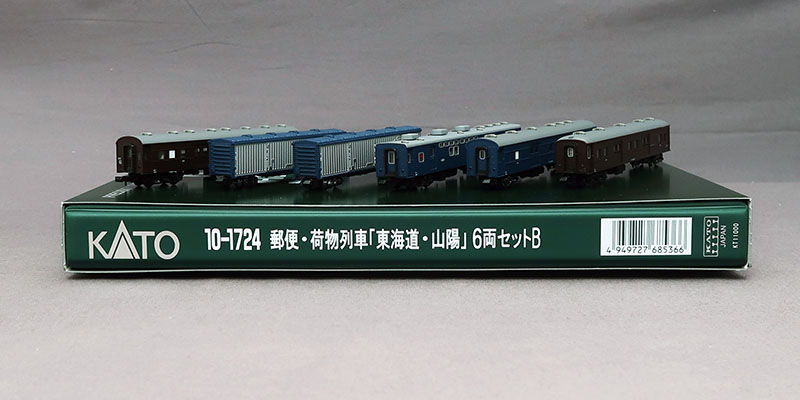 KATO
10-1724 郵便・荷物列車「東海道・山陽」6両セットB
4 949727 685366
KATO
JAPAN
KT11000